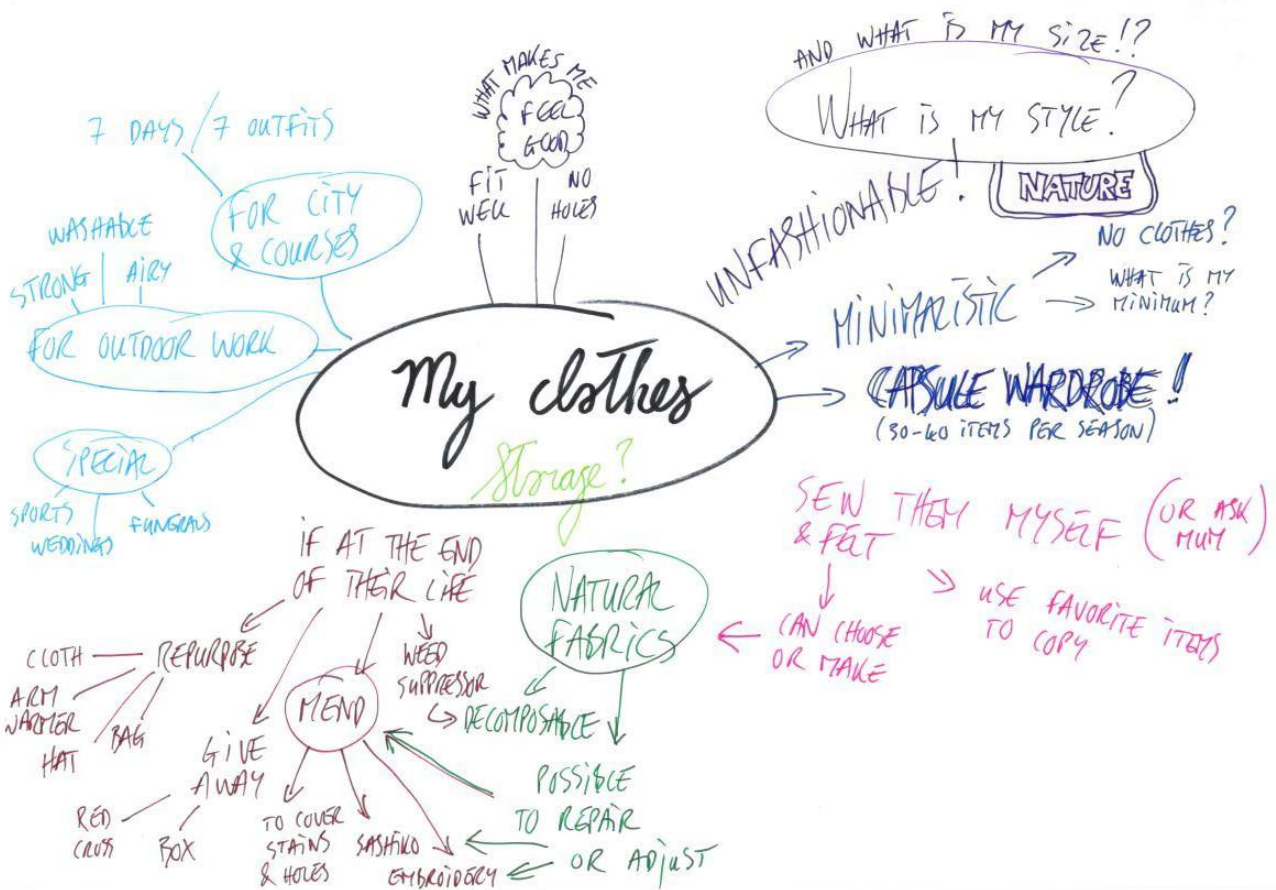 AND WHAT IS MY SIZE!?
WHAT IS MY STYLE?
NATURE
UNFASHIONABLE!
WHAT MAKES ME
FEEL
GOOD
FIT
WELL
NO
HOLES
7 DAYS / 7 OUTFITS
FOR CITY
& COURSES
WASHABLE
STRONG
AIRY
FOR OUTDOOR WORK
SPECIAL
SPORTS
WEDDINGS
FUNERALS
My clothes
Storage?
MINIMALISTIC
NO CLOTHES?
WHAT IS MY
MINIMUM?
CAPSULE WARDROBE!
(30-40 ITEMS PER SEASON)
SEW THEM MYSELF (OR ASK
MUM)
& FELT
USE FAVORITE ITEMS
TO COPY
CAN CHOOSE
OR MAKE
NATURAL
FABRICS
DECOMPOSABLE
POSSIBLE
TO REPAIR
OR ADJUST
IF AT THE END
OF THEIR LIFE
REPURPOSE
CLOTH
ARM
WARMER
HAT
BAG
GIVE
AWAY
RED
CROSS
BOX
MEND
TO COVER
STAINS
& HOLES
SASHIKO
EMBROIDERY
WEED
SUPPRESSOR